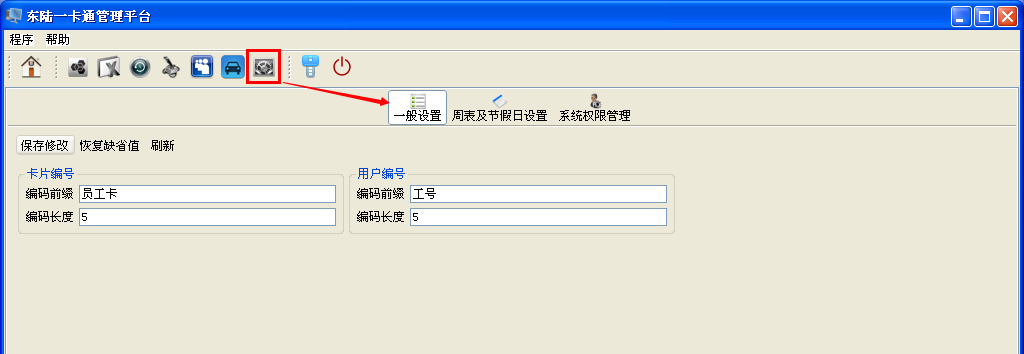 东陆一卡通管理平台
程序 帮助
一般设置 周表及节假日设置 系统权限管理
保存修改 恢复缺省值 刷新
卡片编号 用户编号
编码前缀 员工卡 编码前缀 工号
编码长度 5 编码长度 5